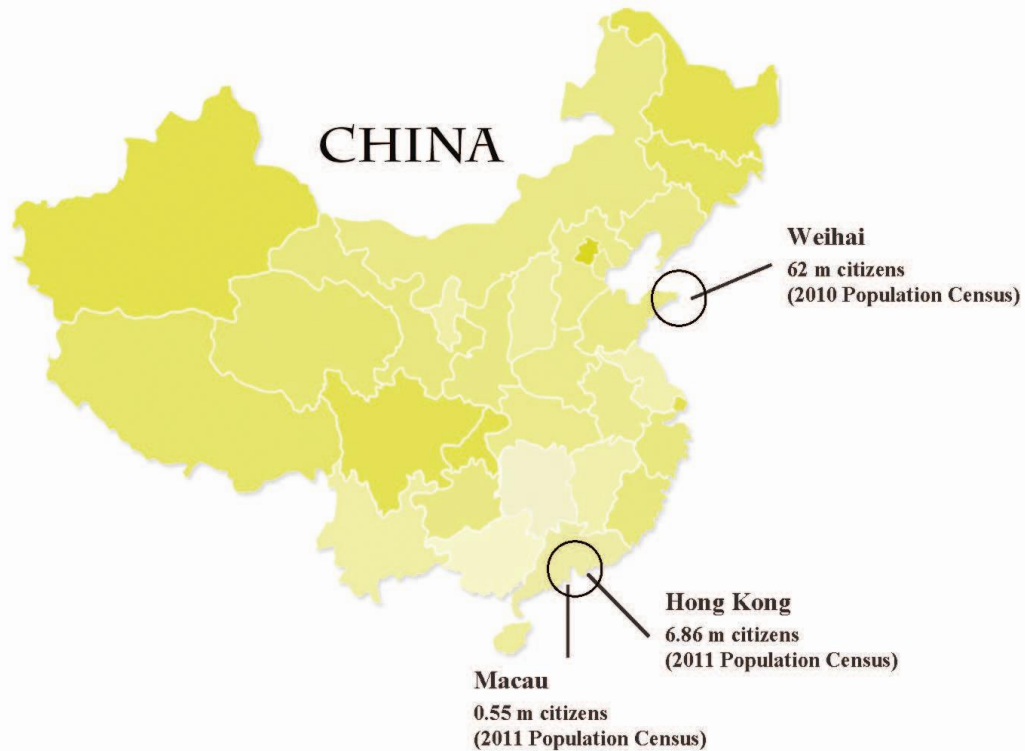 CHINA
Weihai
62 m citizens
(2010 Population Census)
Hong Kong
6.86 m citizens
(2011 Population Census)
Macau
0.55 m citizens
(2011 Population Census)